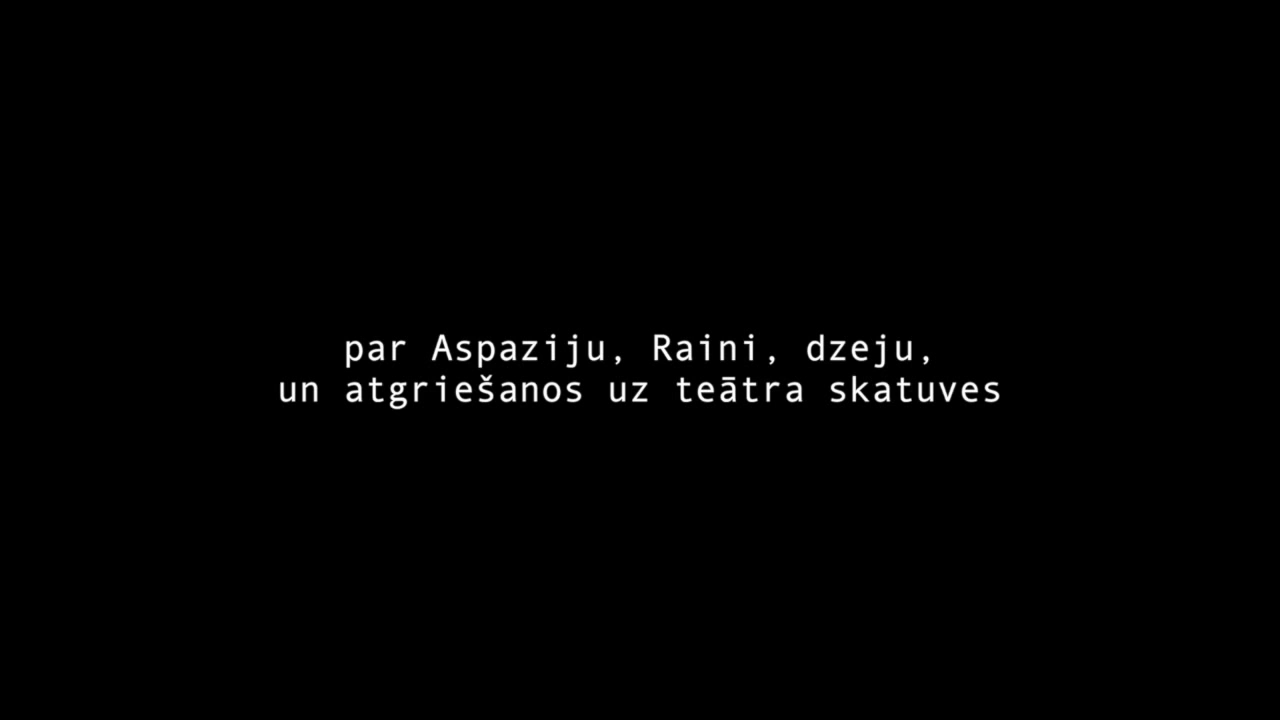 par Aspaziju, Raini, dzeju,
un atgriešanos uz teātra skatuves